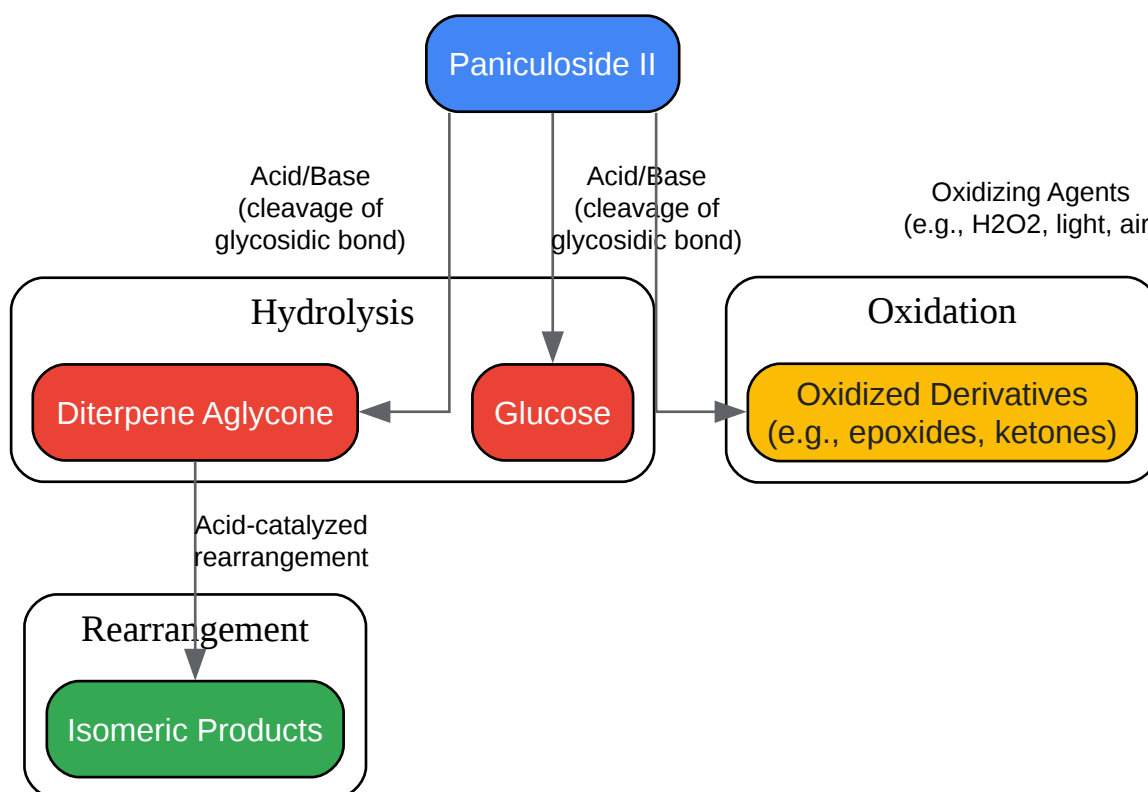 Paniculoside II
Acid/Base
(cleavage of
glycosidic bond)
Acid/Base
(cleavage of
glycosidic bond)
Oxidizing Agents
(e.g., H2O2, light, air
Hydrolysis
Oxidation
Diterpene Aglycone
Glucose
Oxidized Derivatives
(e.g., epoxides, ketones)
Acid-catalyzed
rearrangement
Rearrangement
Isomeric Products